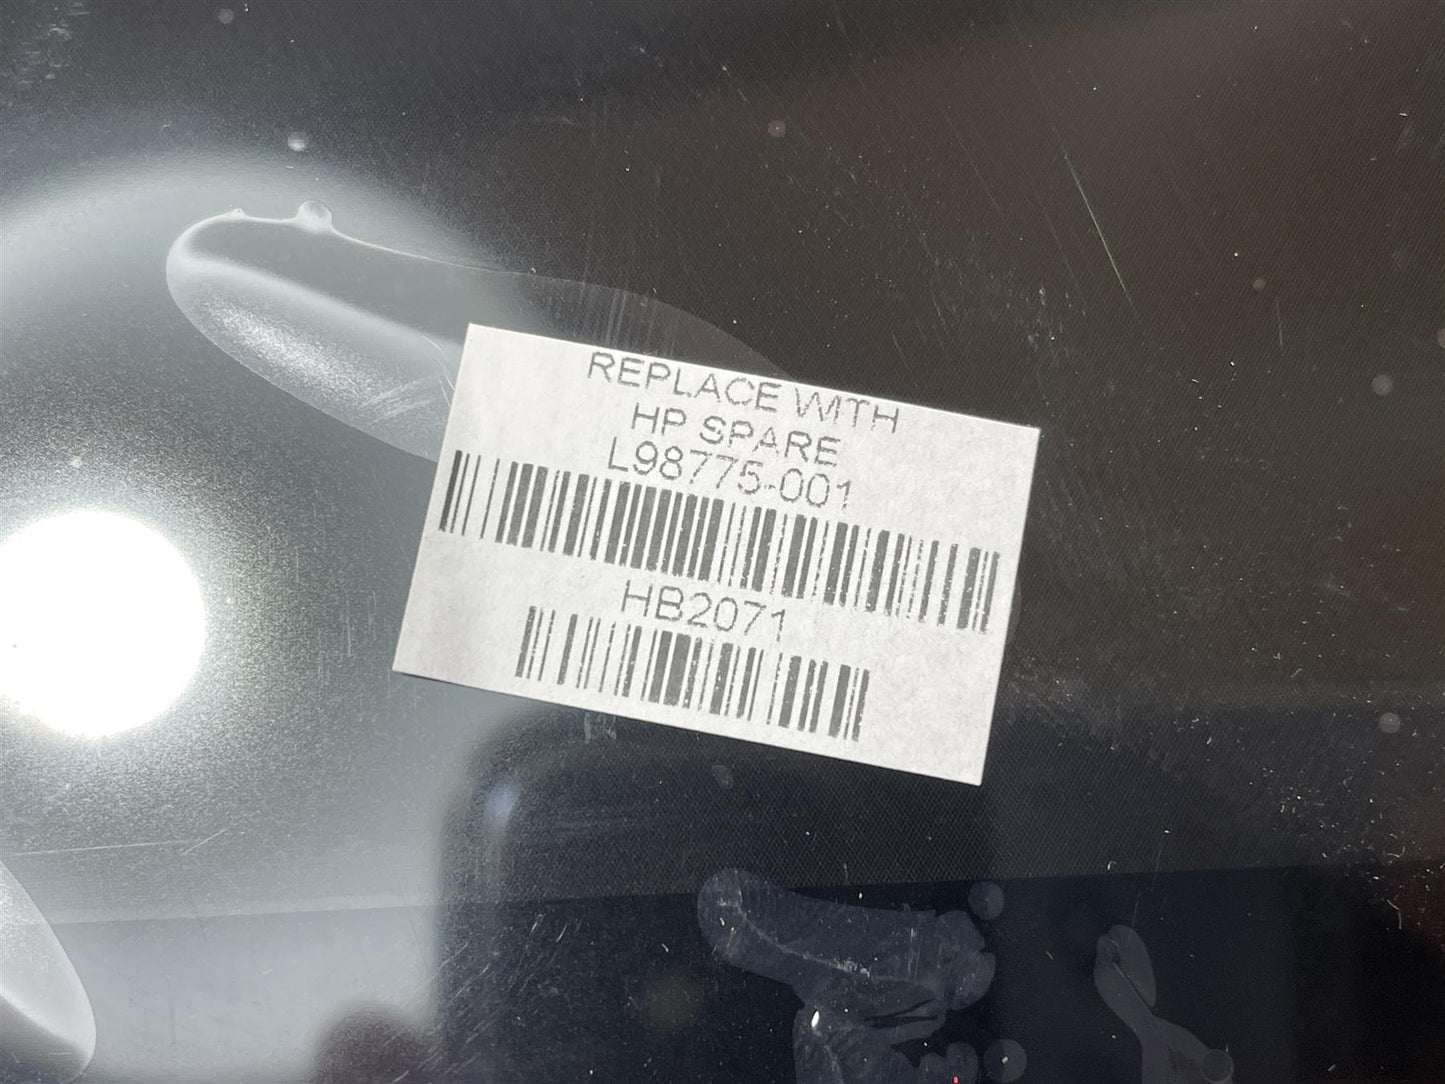 REPLACE WITH
HP SPARE
L98775-001
HB2071